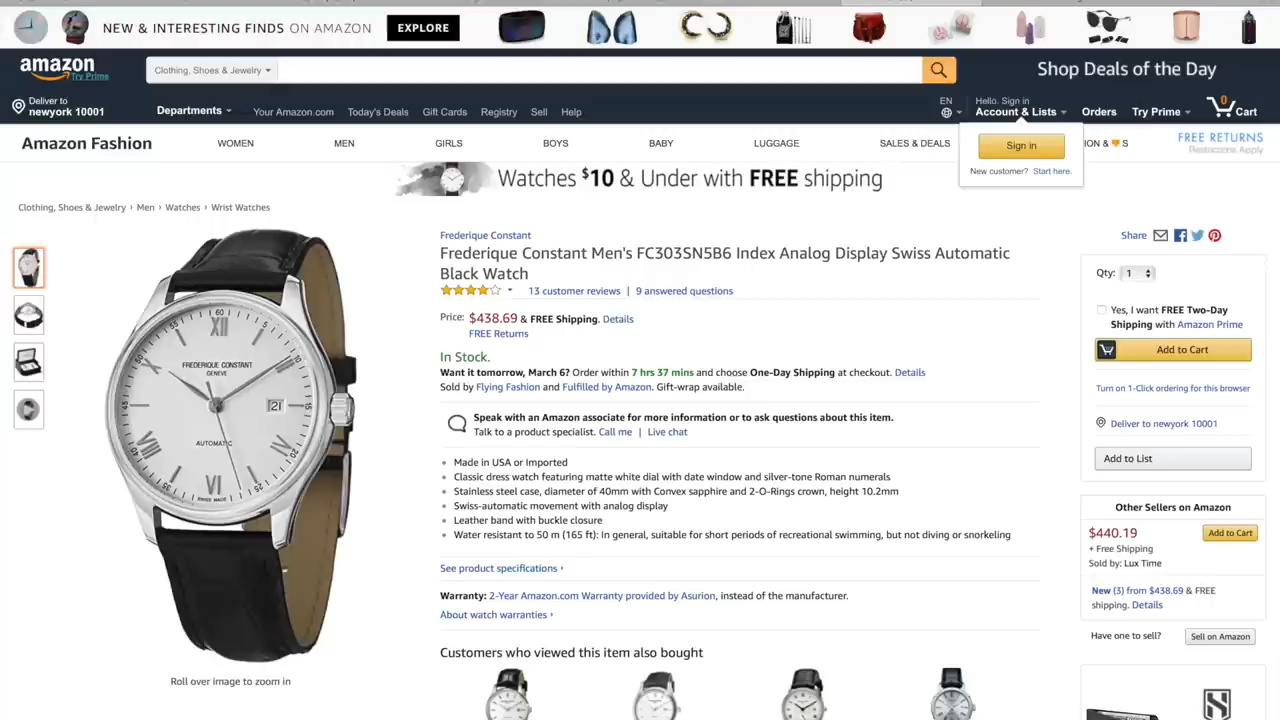 NEW & INTERESTING FINDS ON AMAZON
EXPLORE
amazon
Try Prime
Clothing, Shoes & Jewelry
Shop Deals of the Day
Deliver to
newyork 10001
Departments
Your Amazon.com
Today's Deals
Gift Cards
Registry
Sell
Help
EN
Hello. Sign in
Account & Lists
Orders
Try Prime
0
Cart
Amazon Fashion
WOMEN
MEN
GIRLS
BOYS
BABY
LUGGAGE
SALES & DEALS
ION &
S
FREE RETURNS
Restrictions Apply
Sign in
New customer? Start here.
Watches $10 & Under with FREE shipping
Clothing, Shoes & Jewelry › Men › Watches › Wrist Watches
Frederique Constant
Frederique Constant Men's FC303SN5B6 Index Analog Display Swiss Automatic
Black Watch
13 customer reviews | 9 answered questions
Price: $438.69 & FREE Shipping. Details
FREE Returns
In Stock.
Want it tomorrow, March 6? Order within 7 hrs 37 mins and choose One-Day Shipping at checkout. Details
Sold by Flying Fashion and Fulfilled by Amazon. Gift-wrap available.
Speak with an Amazon associate for more information or to ask questions about this item.
Talk to a product specialist. Call me | Live chat
Made in USA or Imported
Classic dress watch featuring matte white dial with date window and silver-tone Roman numerals
Stainless steel case, diameter of 40mm with Convex sapphire and 2-O-Rings crown, height 10.2mm
Swiss-automatic movement with analog display
Leather band with buckle closure
Water resistant to 50 m (165 ft): In general, suitable for short periods of recreational swimming, but not diving or snorkeling
See product specifications ›
Warranty: 2-Year Amazon.com Warranty provided by Asurion, instead of the manufacturer.
About watch warranties ›
Customers who viewed this item also bought
60
5
10
15
20
25
45
50
55
XII
VI
FREDERIQUE CONSTANT
GENEVE
21
AUTOMATIC
SWISS MADE
Roll over image to zoom in
Share
Qty: 1
Yes, I want FREE Two-Day
Shipping with Amazon Prime
Add to Cart
Turn on 1-Click ordering for this browser
Deliver to newyork 10001
Add to List
Other Sellers on Amazon
$440.19
Add to Cart
+ Free Shipping
Sold by: Lux Time
New (3) from $438.69 & FREE
shipping. Details
Have one to sell?
Sell on Amazon